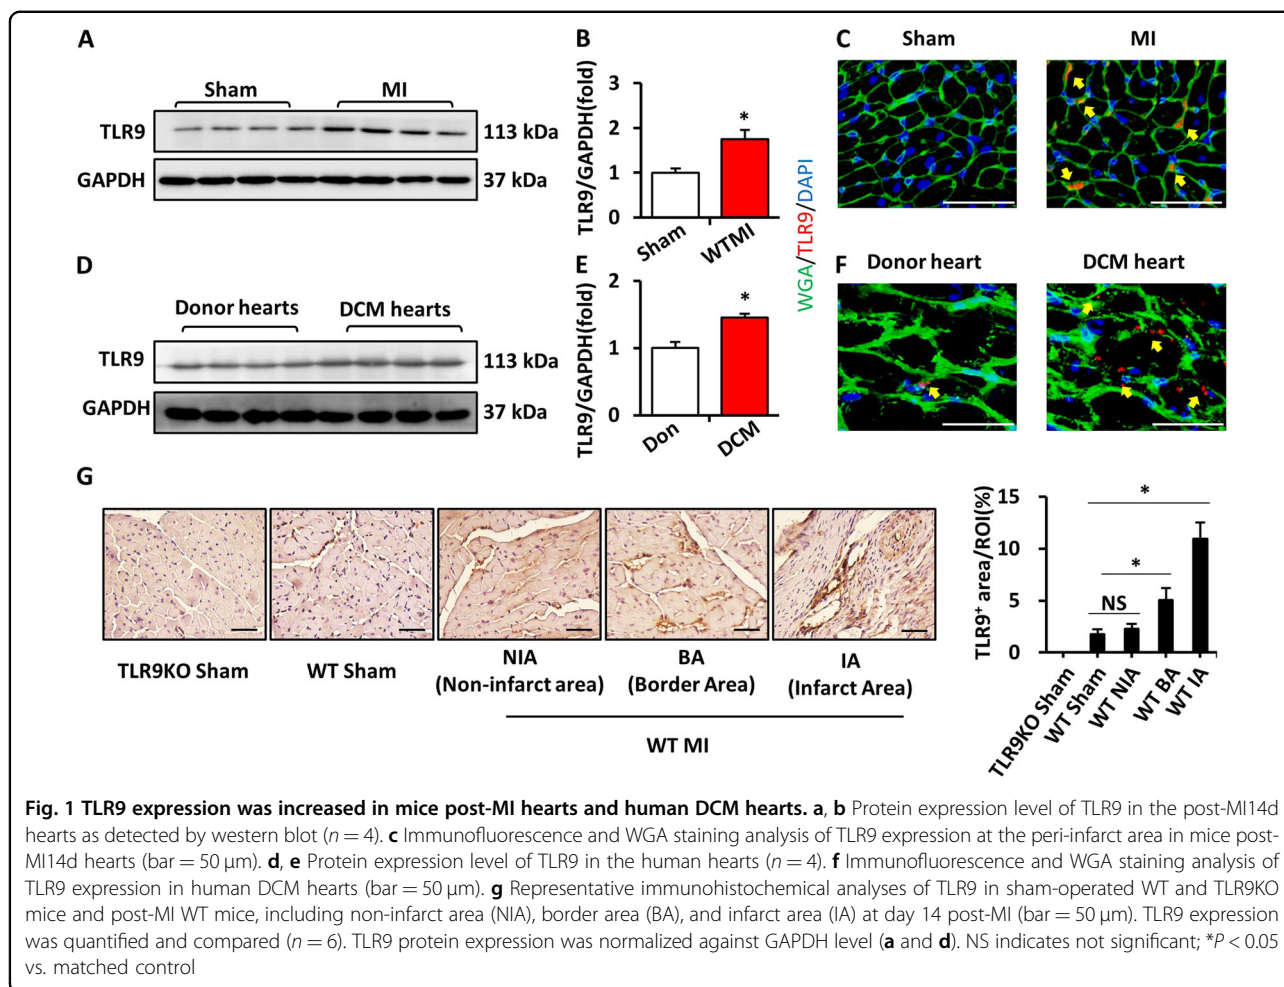 A
Sham
MI
TLR9
113 kDa
GAPDH
37 kDa
B
TLR9/GAPDH(fold)
3
2
1
0
*
Sham
WTMI
C
Sham
MI
WGA/TLR9/DAPI
D
Donor hearts
DCM hearts
TLR9
113 kDa
GAPDH
37 kDa
E
TLR9/GAPDH(fold)
2
1
0
*
Don
DCM
F
Donor heart
DCM heart
G
TLR9KO Sham
WT Sham
NIA
(Non-infarct area)
BA
(Border Area)
IA
(Infarct Area)
WT MI
TLR9⁺ area/ROI(%)
15
10
5
0
*
*
NS
TLR9KO Sham
WT Sham
WT NIA
WT BA
WT IA
Fig. 1 TLR9 expression was increased in mice post-MI hearts and human DCM hearts. a, b Protein expression level of TLR9 in the post-MI14d
hearts as detected by western blot (n = 4). c Immunofluorescence and WGA staining analysis of TLR9 expression at the peri-infarct area in mice post-
MI14d hearts (bar = 50 μm). d, e Protein expression level of TLR9 in the human hearts (n = 4). f Immunofluorescence and WGA staining analysis of
TLR9 expression in human DCM hearts (bar = 50 μm). g Representative immunohistochemical analyses of TLR9 in sham-operated WT and TLR9KO
mice and post-MI WT mice, including non-infarct area (NIA), border area (BA), and infarct area (IA) at day 14 post-MI (bar = 50 μm). TLR9 expression
was quantified and compared (n = 6). TLR9 protein expression was normalized against GAPDH level (a and d). NS indicates not significant; *P < 0.05
vs. matched control